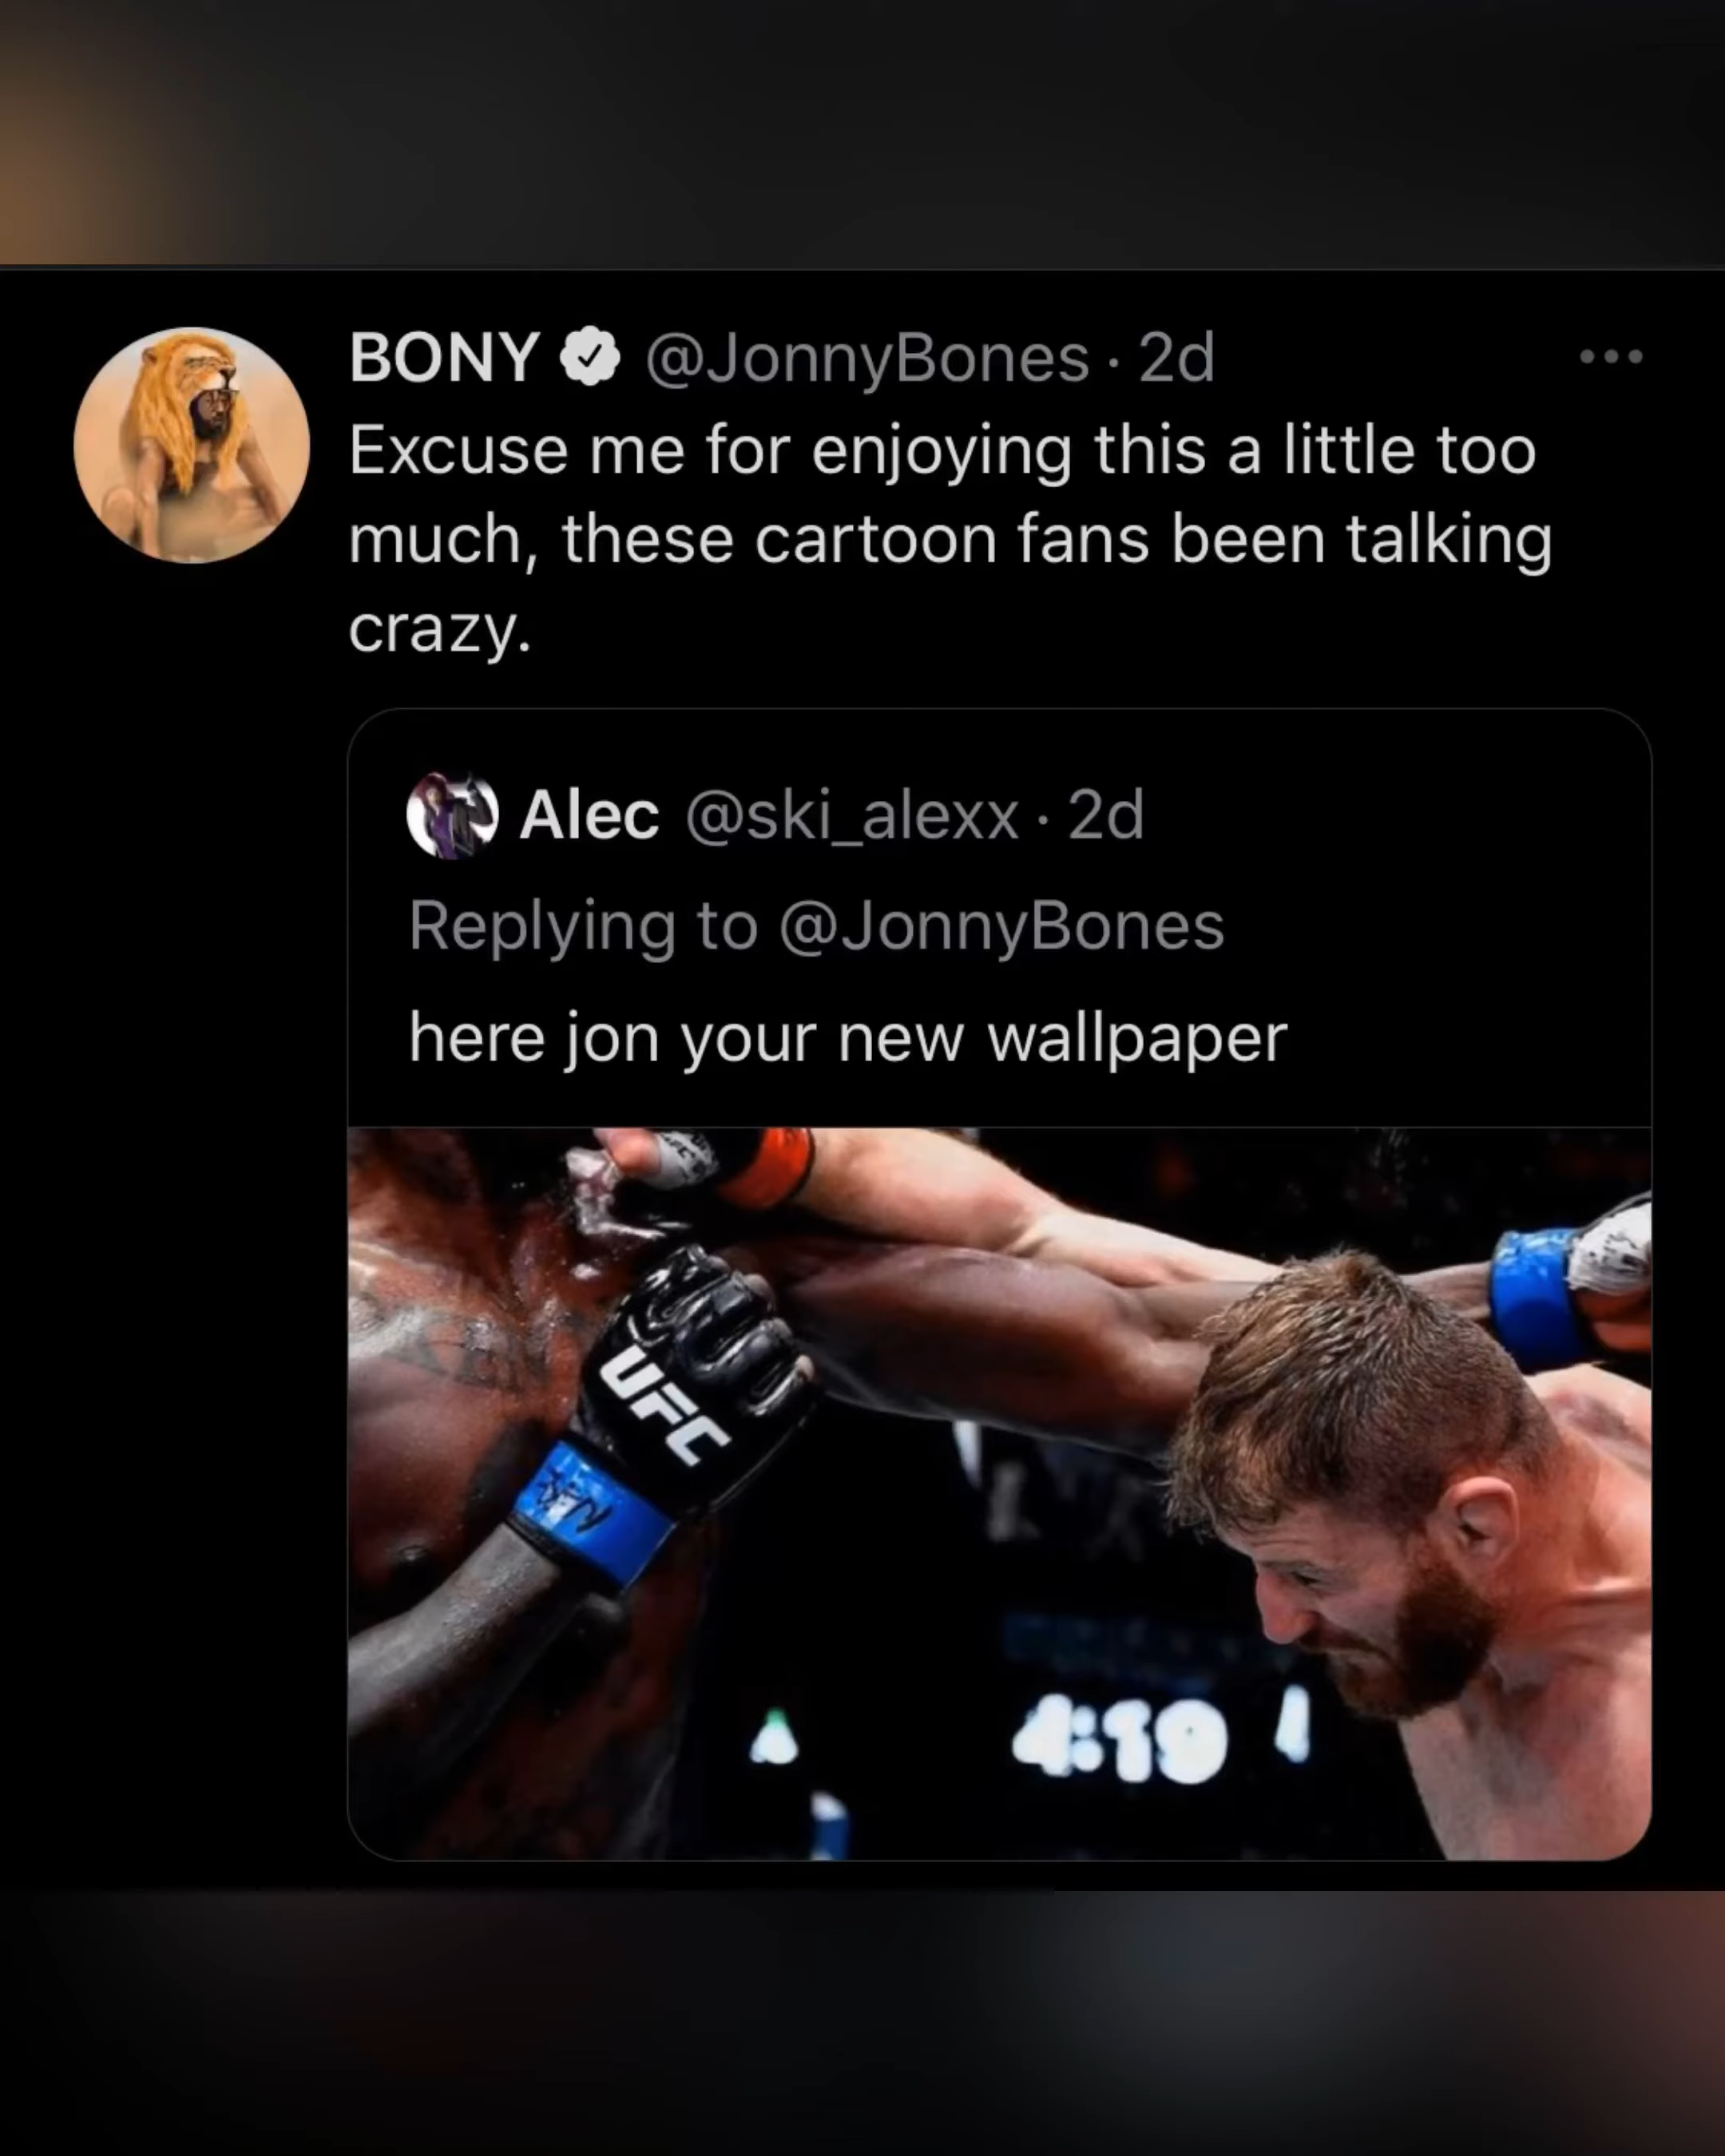 BONY @JonnyBones · 2d
Excuse me for enjoying this a little too
much, these cartoon fans been talking
crazy.
Alec @ski_alexx · 2d
Replying to @JonnyBones
here jon your new wallpaper
UFC
4:19